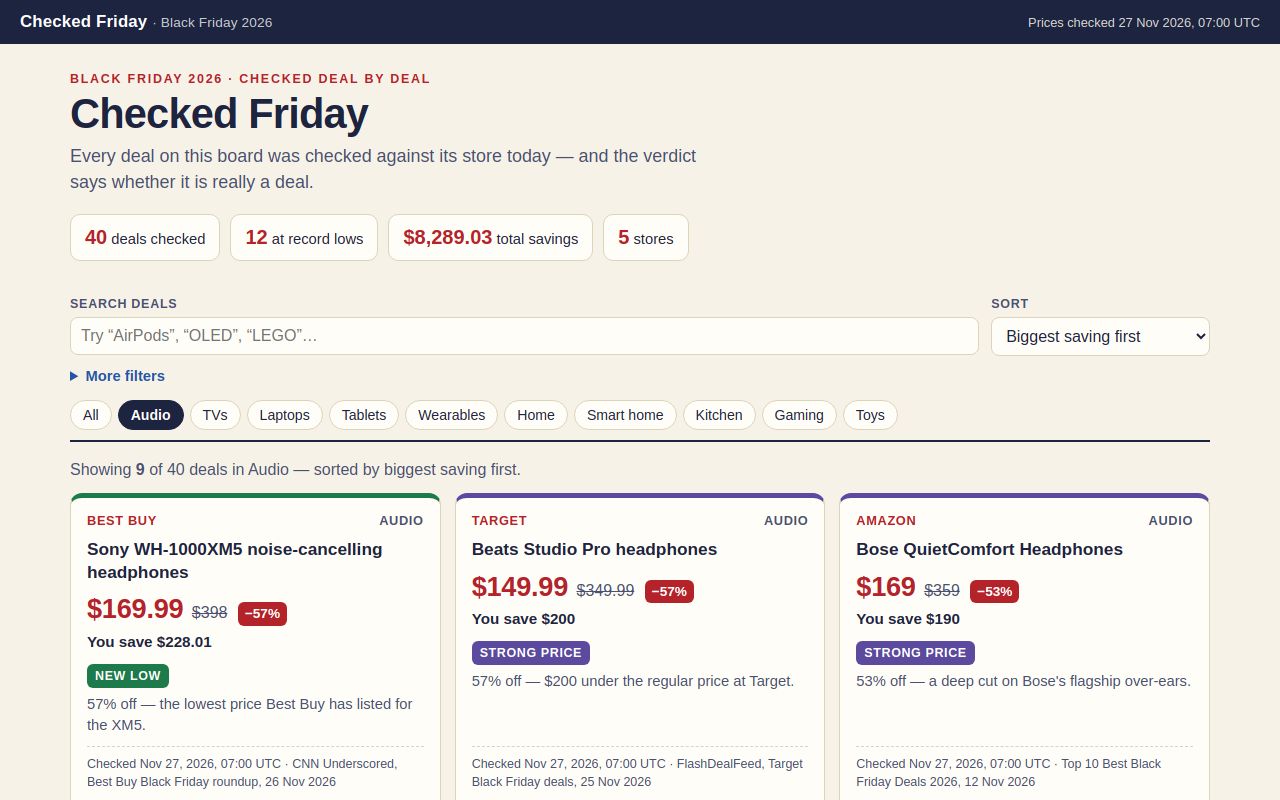 Checked Friday · Black Friday 2026
Prices checked 27 Nov 2026, 07:00 UTC
BLACK FRIDAY 2026 · CHECKED DEAL BY DEAL
Checked Friday
Every deal on this board was checked against its store today — and the verdict
says whether it is really a deal.
40 deals checked
12 at record lows
$8,289.03 total savings
5 stores
SEARCH DEALS
SORT
Try “AirPods”, “OLED”, “LEGO”…
Biggest saving first
More filters
All
Audio
TVs
Laptops
Tablets
Wearables
Home
Smart home
Kitchen
Gaming
Toys
Showing 9 of 40 deals in Audio — sorted by biggest saving first.
BEST BUY
AUDIO
Sony WH-1000XM5 noise-cancelling
headphones
$169.99 $398 −57%
You save $228.01
NEW LOW
57% off — the lowest price Best Buy has listed for
the XM5.
Checked Nov 27, 2026, 07:00 UTC · CNN Underscored,
Best Buy Black Friday roundup, 26 Nov 2026
TARGET
AUDIO
Beats Studio Pro headphones
$149.99 $349.99 −57%
You save $200
STRONG PRICE
57% off — $200 under the regular price at Target.
Checked Nov 27, 2026, 07:00 UTC · FlashDealFeed, Target
Black Friday deals, 25 Nov 2026
AMAZON
AUDIO
Bose QuietComfort Headphones
$169 $359 −53%
You save $190
STRONG PRICE
53% off — a deep cut on Bose's flagship over-ears.
Checked Nov 27, 2026, 07:00 UTC · Top 10 Best Black
Friday Deals 2026, 12 Nov 2026